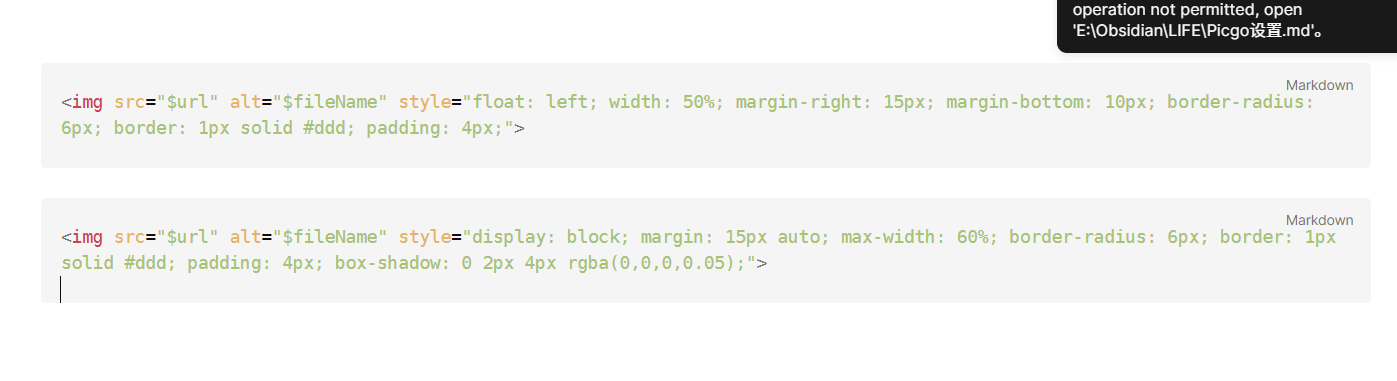 operation not permitted, open
'E:\Obsidian\LIFE\Picgo设置.md'。
Markdown
<img src="$url" alt="$fileName" style="float: left; width: 50%; margin-right: 15px; margin-bottom: 10px; border-radius:
6px; border: 1px solid #ddd; padding: 4px;">
Markdown
<img src="$url" alt="$fileName" style="display: block; margin: 15px auto; max-width: 60%; border-radius: 6px; border: 1px
solid #ddd; padding: 4px; box-shadow: 0 2px 4px rgba(0,0,0,0.05);">